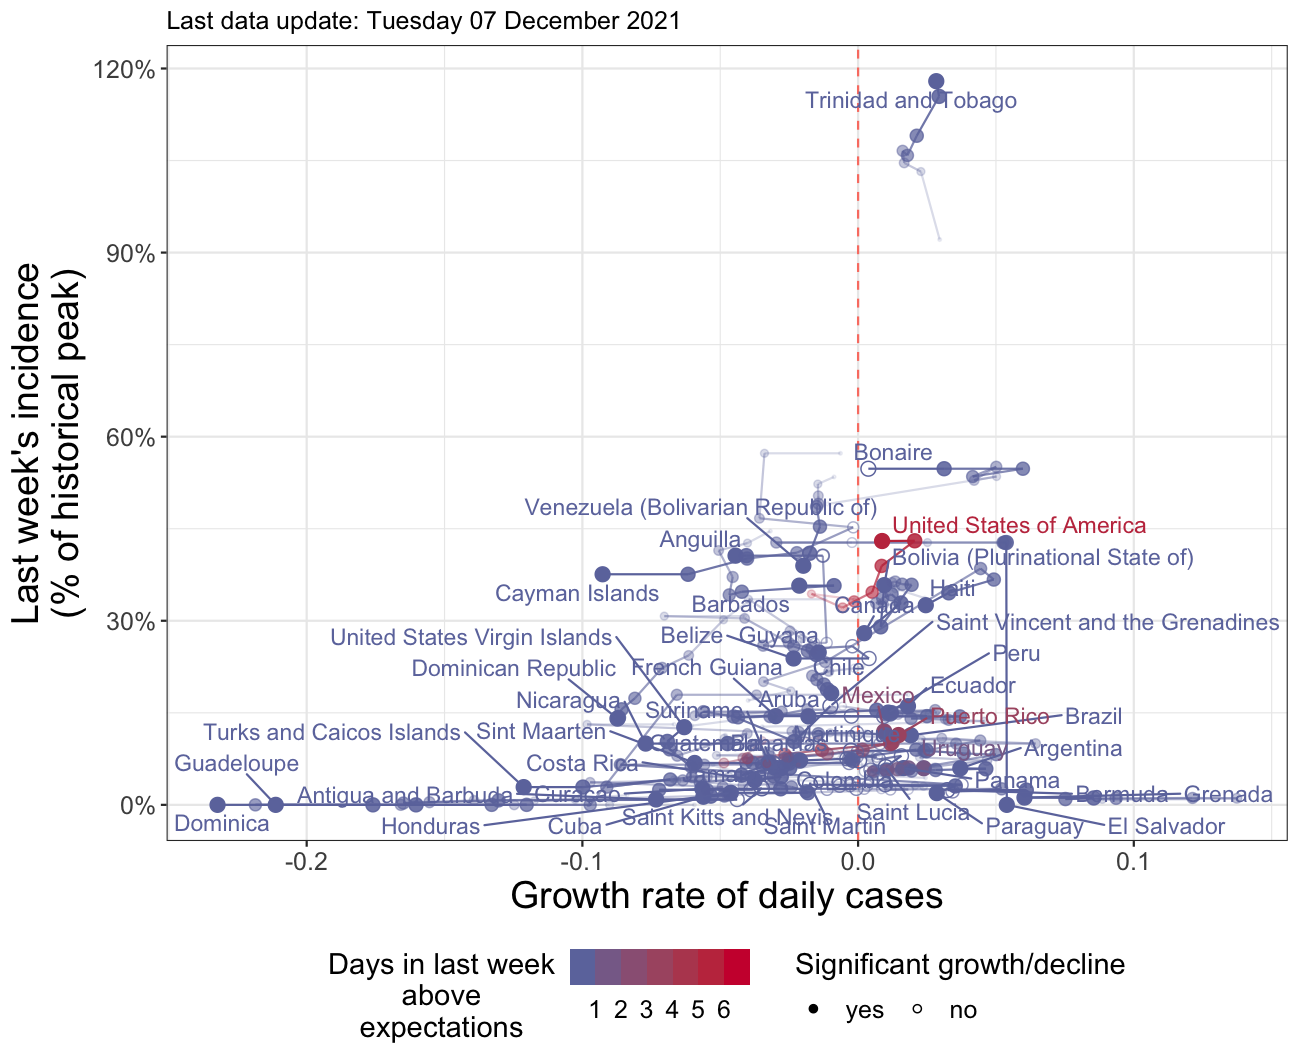 Last data update: Tuesday 07 December 2021
120%
90%
60%
30%
0%
Last week's incidence
(% of historical peak)
Trinidad and Tobago
Bonaire
Venezuela (Bolivarian Republic of)
United States of America
Anguilla
Bolivia (Plurinational State of)
Cayman Islands
Barbados
Canada
Haiti
Saint Vincent and the Grenadines
United States Virgin Islands
Belize
Guyana
Peru
Dominican Republic
French Guiana
Chile
Ecuador
Nicaragua
Suriname
Aruba
Mexico
Puerto Rico
Brazil
Turks and Caicos Islands
Sint Maarten
Martinique
Uruguay
Argentina
Guadeloupe
Costa Rica
Colombia
Panama
Antigua and Barbuda
Curaçao
Bermuda
Grenada
Dominica
Honduras
Cuba
Saint Kitts and Nevis
Saint Martin
Saint Lucia
Paraguay
El Salvador
-0.2
-0.1
0.0
0.1
Growth rate of daily cases
Days in last week
above
expectations
1 2 3 4 5 6
Significant growth/decline
yes
no